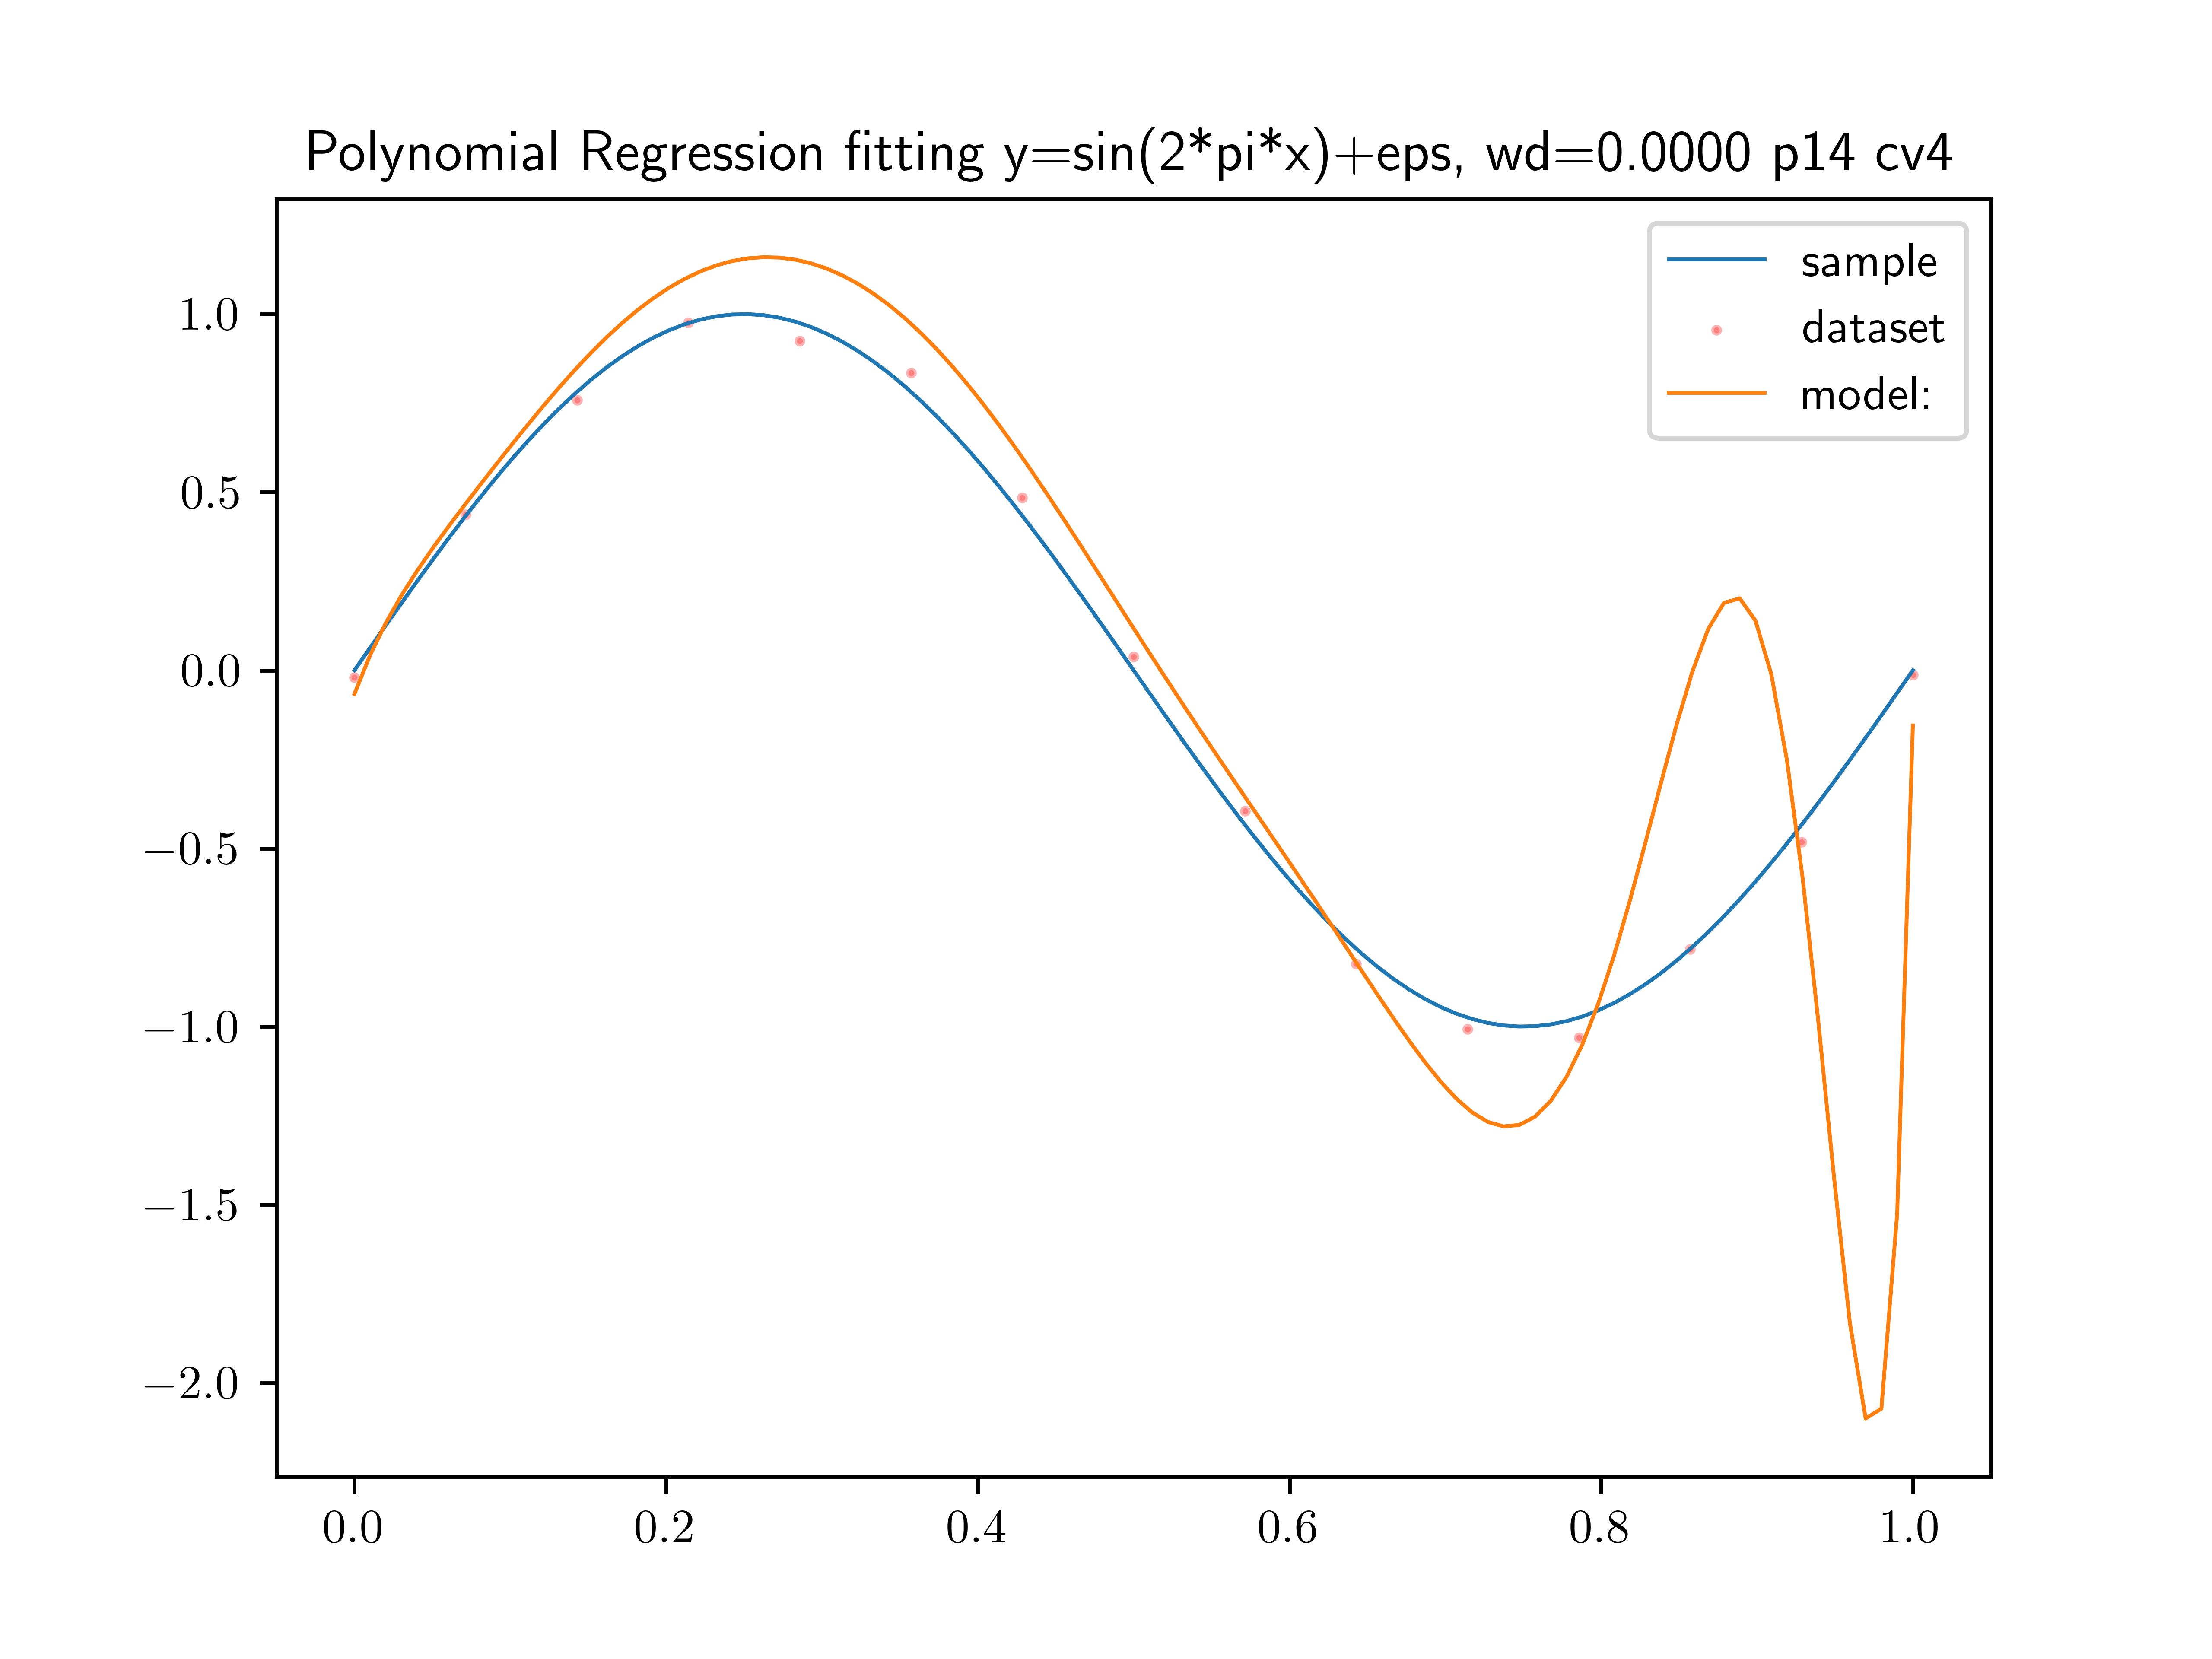 Polynomial Regression fitting y=sin(2*pi*x)+eps, wd=0.0000 p14 cv4
sample
dataset
model:
1.0
0.5
0.0
−0.5
−1.0
−1.5
−2.0
0.0 0.2 0.4 0.6 0.8 1.0